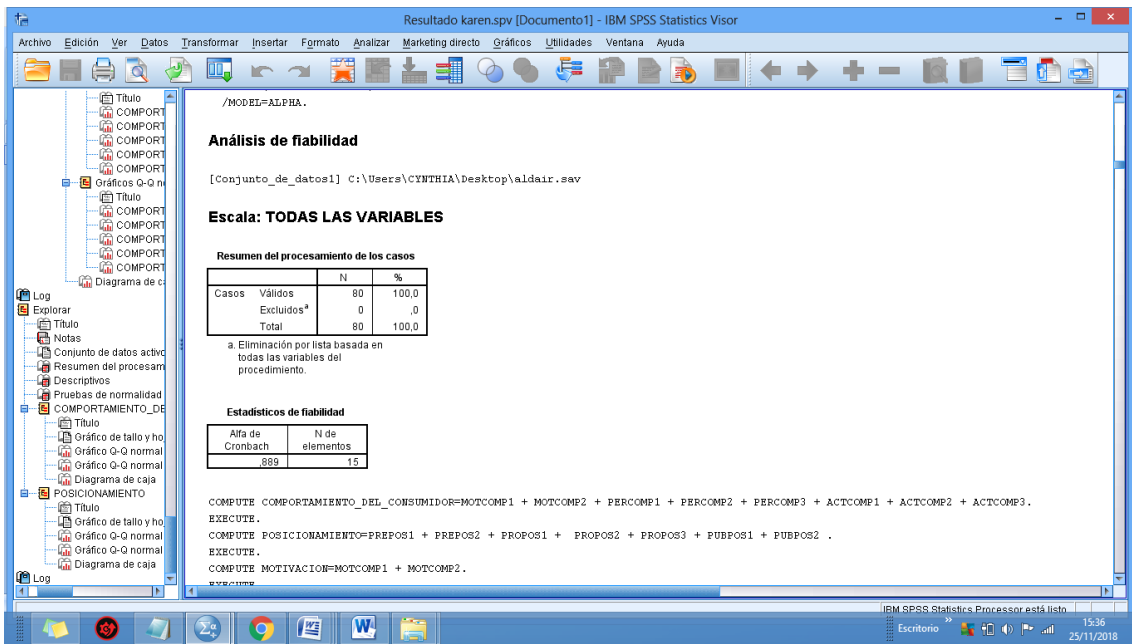 Resultado karen.spv [Documento1] - IBM SPSS Statistics Visor
Archivo Edición Ver Datos Transformar Insertar Formato Analizar Marketing directo Gráficos Utilidades Ventana Ayuda
Título
COMPORT
COMPORT
COMPORT
COMPORT
COMPORT
Gráficos Q-Q n
Título
COMPORT
COMPORT
COMPORT
COMPORT
COMPORT
Diagrama de c
Log
Explorar
Título
Notas
Conjunto de datos activo
Resumen del procesam
Descriptivos
Pruebas de normalidad
COMPORTAMIENTO_DE
Título
Gráfico de tallo y ho
Gráfico Q-Q normal
Gráfico Q-Q normal
Diagrama de caja
POSICIONAMIENTO
Título
Gráfico de tallo y ho
Gráfico Q-Q normal
Gráfico Q-Q normal
Diagrama de caja
Log
/MODEL=ALPHA.
Análisis de fiabilidad
[Conjunto_de_datos1] C:\Users\CYNTHIA\Desktop\aldair.sav
Escala: TODAS LAS VARIABLES
Resumen del procesamiento de los casos
N %
Casos Válidos 80 100,0
Excluidosª 0 ,0
Total 80 100,0
a. Eliminación por lista basada en
todas las variables del
procedimiento.
Estadísticos de fiabilidad
Alfa de Cronbach N de elementos
,889 15
COMPUTE COMPORTAMIENTO_DEL_CONSUMIDOR=MOTCOMP1 + MOTCOMP2 + PERCOMP1 + PERCOMP2 + PERCOMP3 + ACTCOMP1 + ACTCOMP2 + ACTCOMP3.
EXECUTE.
COMPUTE POSICIONAMIENTO=PREPOS1 + PREPOS2 + PROPOS1 + PROPOS2 + PROPOS3 + PUBPOS1 + PUBPOS2 .
EXECUTE.
COMPUTE MOTIVACION=MOTCOMP1 + MOTCOMP2.
EXECUTE
IBM SPSS Statistics Processor está listo
Escritorio
15:36
25/11/2018